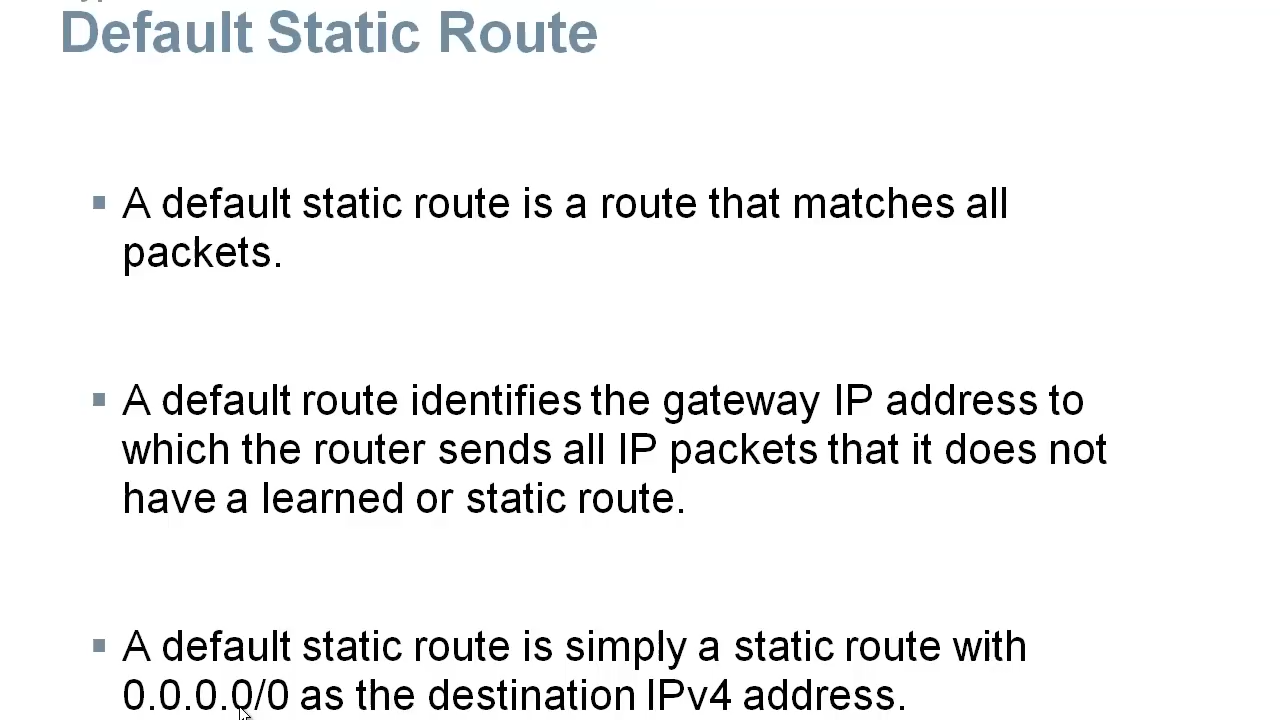 Default Static Route
▪ A default static route is a route that matches all
packets.
▪ A default route identifies the gateway IP address to
which the router sends all IP packets that it does not
have a learned or static route.
▪ A default static route is simply a static route with
0.0.0.0/0 as the destination IPv4 address.